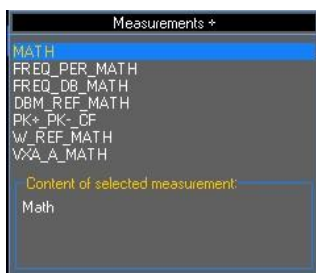 Measurements +
MATH
FREQ_PER_MATH
FREQ_DB_MATH
DBM_REF_MATH
PK+_PK-_CF
W_REF_MATH
VXA_A_MATH
Content of selected measurement:
Math